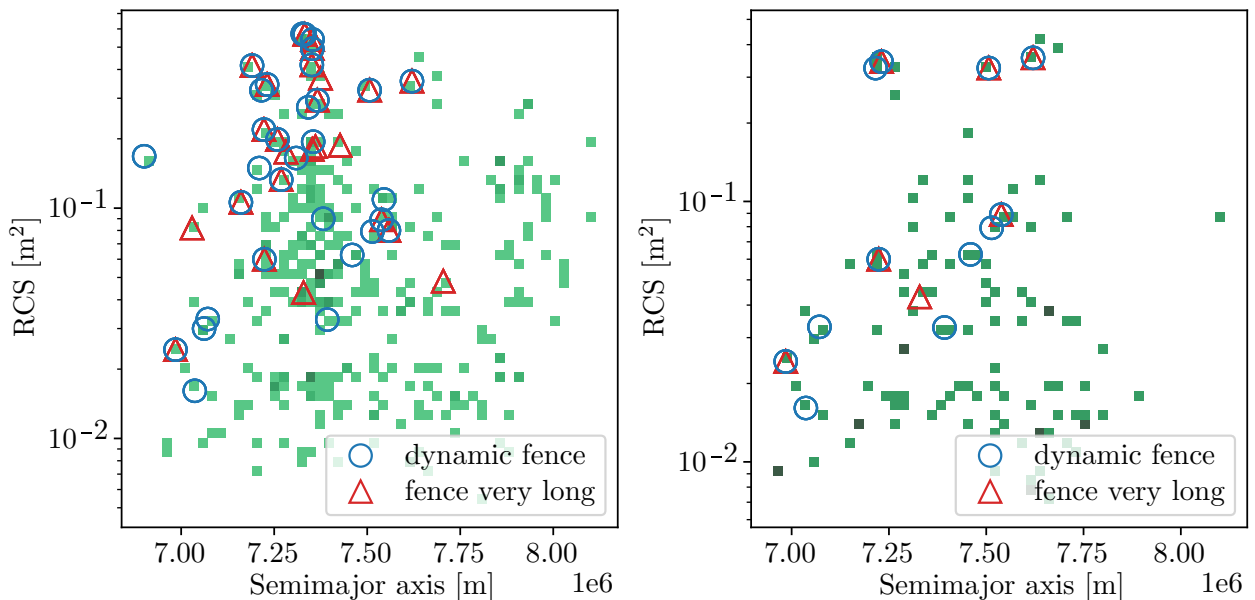 RCS [m²]
10⁻¹
10⁻²
dynamic fence
fence very long
7.00 7.25 7.50 7.75 8.00
Semimajor axis [m] 1e6
RCS [m²]
10⁻¹
10⁻²
dynamic fence
fence very long
7.00 7.25 7.50 7.75 8.00
Semimajor axis [m] 1e6